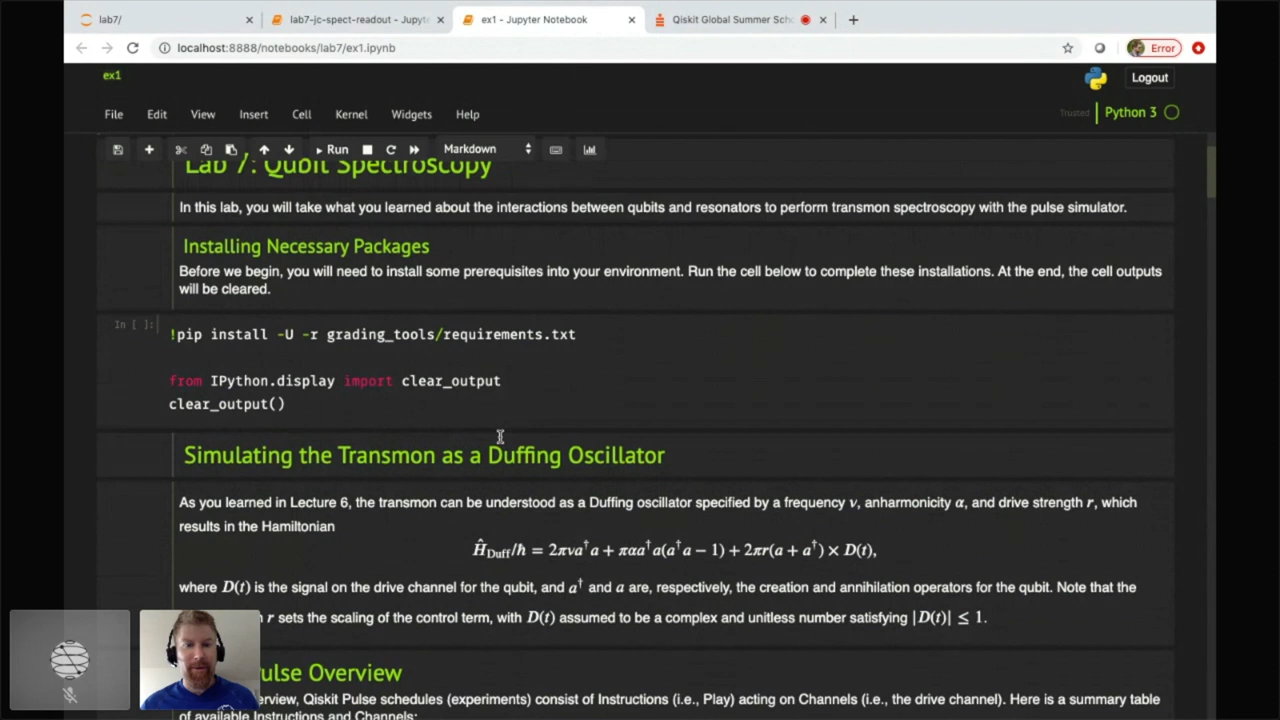 lab7/
lab7-jc-spect-readout - Jupyte
ex1 - Jupyter Notebook
Qiskit Global Summer Sch
localhost:8888/notebooks/lab7/ex1.ipynb
Error
ex1
Logout
File Edit View Insert Cell Kernel Widgets Help
Trusted
Python 3
Run
Markdown
Lab 7: Qubit Spectroscopy
In this lab, you will take what you learned about the interactions between qubits and resonators to perform transmon spectroscopy with the pulse simulator.
Installing Necessary Packages
Before we begin, you will need to install some prerequisites into your environment. Run the cell below to complete these installations. At the end, the cell outputs
will be cleared.
In [ ]:
!pip install -U -r grading_tools/requirements.txt
from IPython.display import clear_output
clear_output()
Simulating the Transmon as a Duffing Oscillator
As you learned in Lecture 6, the transmon can be understood as a Duffing oscillator specified by a frequency ν, anharmonicity α, and drive strength r, which
results in the Hamiltonian
Ĥ_Duff/ℏ = 2πνa†a + παa†a(a†a − 1) + 2πr(a + a†) × D(t),
where D(t) is the signal on the drive channel for the qubit, and a† and a are, respectively, the creation and annihilation operators for the qubit. Note that the
r sets the scaling of the control term, with D(t) assumed to be a complex and unitless number satisfying |D(t)| ≤ 1.
Pulse Overview
Qiskit Pulse schedules (experiments) consist of Instructions (i.e., Play) acting on Channels (i.e., the drive channel). Here is a summary table
of available Instructions and Channels: